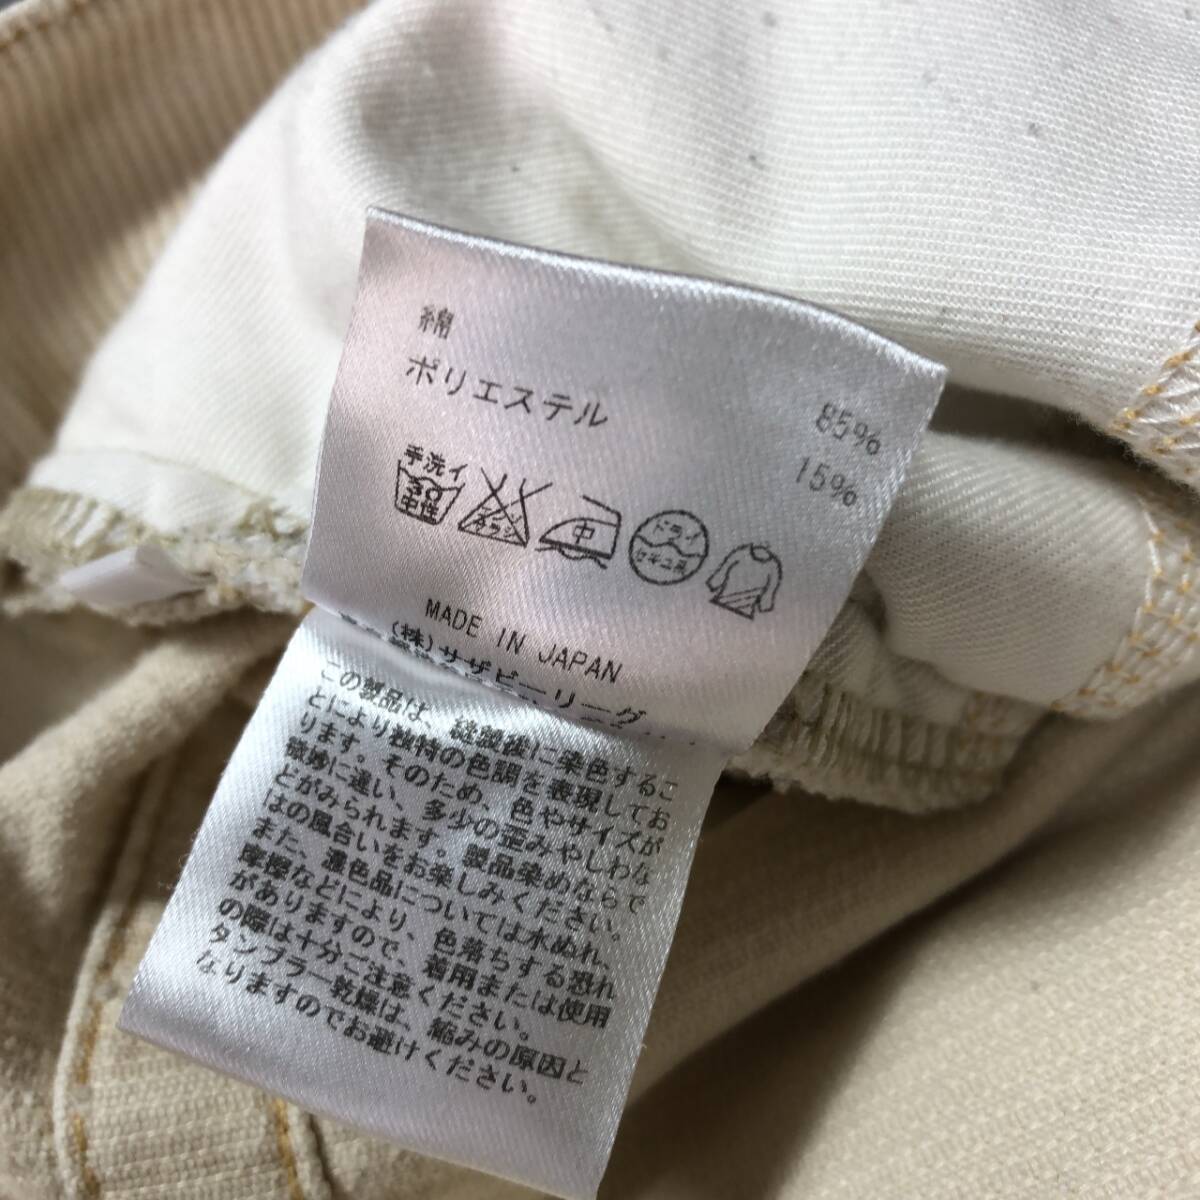 綿 85%
ポリエステル 15%
手洗イ
30
中性
エンソサラシ
中
ドライ
セキユ系
MADE IN JAPAN
(株)サザビーリーグ
この製品は、縫製後に染色するこ
とにより独特の色調を表現してお
ります。そのため、色やサイズが
微妙に違い、多少の歪みやしわな
どがみられます。製品染めならで
はの風合いをお楽しみください。
また、濃色品については水ぬれ、
摩擦などにより、色落ちする恐れ
がありますので、着用または使用
の際は十分ご注意ください。
タンブラー乾燥は、縮みの原因と
なりますのでお避けください。